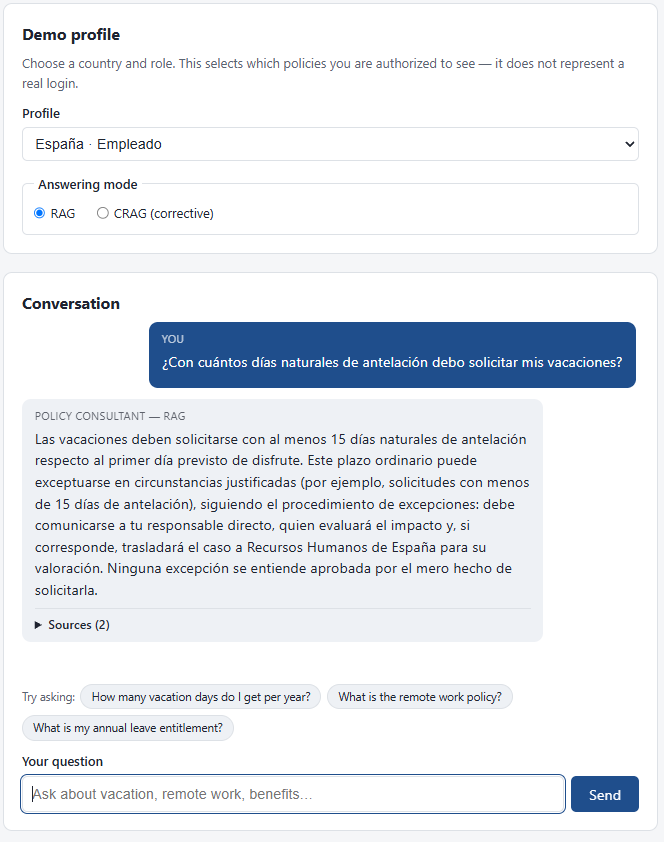 Demo profile
Choose a country and role. This selects which policies you are authorized to see — it does not represent a
real login.
Profile
España · Empleado
Answering mode
RAG
CRAG (corrective)
Conversation
YOU
¿Con cuántos días naturales de antelación debo solicitar mis vacaciones?
POLICY CONSULTANT — RAG
Las vacaciones deben solicitarse con al menos 15 días naturales de antelación
respecto al primer día previsto de disfrute. Este plazo ordinario puede
exceptuarse en circunstancias justificadas (por ejemplo, solicitudes con menos
de 15 días de antelación), siguiendo el procedimiento de excepciones: debe
comunicarse a tu responsable directo, quien evaluará el impacto y, si
corresponde, trasladará el caso a Recursos Humanos de España para su
valoración. Ninguna excepción se entiende aprobada por el mero hecho de
solicitarla.
Sources (2)
Try asking:
How many vacation days do I get per year?
What is the remote work policy?
What is my annual leave entitlement?
Your question
Ask about vacation, remote work, benefits…
Send